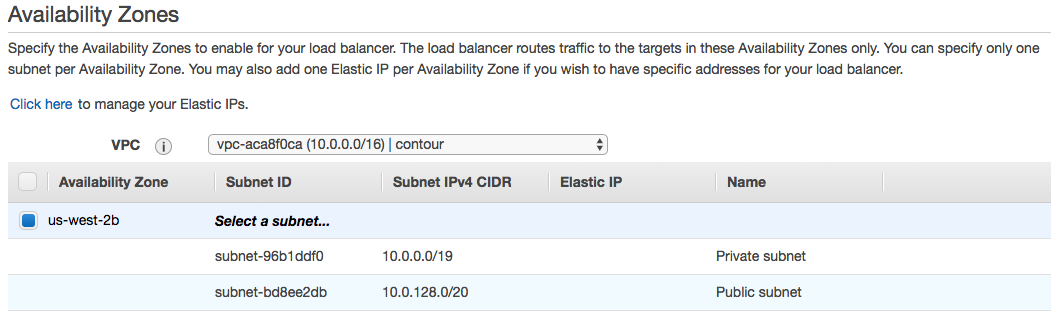 Availability Zones
Specify the Availability Zones to enable for your load balancer. The load balancer routes traffic to the targets in these Availability Zones only. You can specify only one
subnet per Availability Zone. You may also add one Elastic IP per Availability Zone if you wish to have specific addresses for your load balancer.
Click here to manage your Elastic IPs.
VPC i vpc-aca8f0ca (10.0.0.0/16) | contour
Availability Zone Subnet ID Subnet IPv4 CIDR Elastic IP Name
us-west-2b Select a subnet...
subnet-96b1ddf0 10.0.0.0/19 Private subnet
subnet-bd8ee2db 10.0.128.0/20 Public subnet